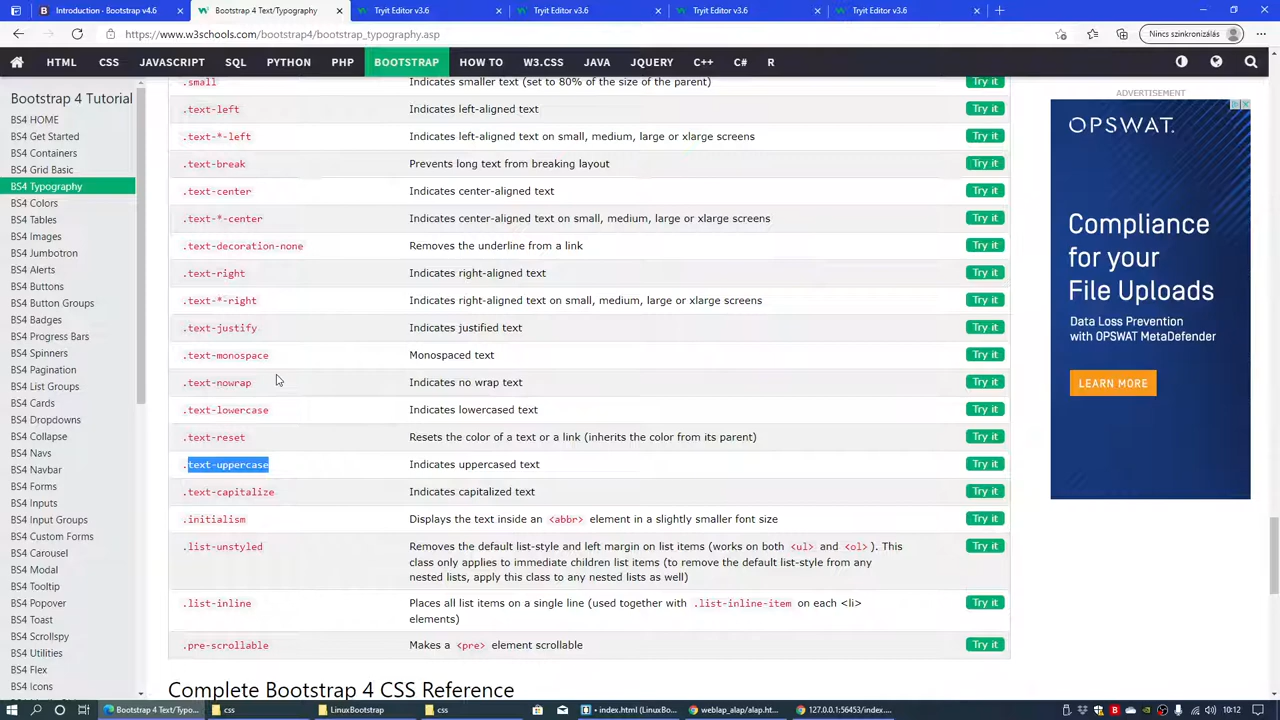 Introduction · Bootstrap v4.6
Bootstrap 4 Text/Typography
Tryit Editor v3.6
Tryit Editor v3.6
Tryit Editor v3.6
Tryit Editor v3.6
https://www.w3schools.com/bootstrap4/bootstrap_typography.asp
Nincs szinkronizálás
HTML CSS JAVASCRIPT SQL PYTHON PHP BOOTSTRAP HOW TO W3.CSS JAVA JQUERY C++ C# R
Bootstrap 4 Tutorial
BS4 HOME
BS4 Get Started
BS4 Containers
BS4 Grid Basic
BS4 Typography
BS4 Colors
BS4 Tables
BS4 Images
BS4 Jumbotron
BS4 Alerts
BS4 Buttons
BS4 Button Groups
BS4 Badges
BS4 Progress Bars
BS4 Spinners
BS4 Pagination
BS4 List Groups
BS4 Cards
BS4 Dropdowns
BS4 Collapse
BS4 Navs
BS4 Navbar
BS4 Forms
BS4 Inputs
BS4 Input Groups
BS4 Custom Forms
BS4 Carousel
BS4 Modal
BS4 Tooltip
BS4 Popover
BS4 Toast
BS4 Scrollspy
BS4 Utilities
BS4 Flex
BS4 Icons
.small Indicates smaller text (set to 80% of the size of the parent) Try it
.text-left Indicates left-aligned text Try it
.text-*-left Indicates left-aligned text on small, medium, large or xlarge screens Try it
.text-break Prevents long text from breaking layout Try it
.text-center Indicates center-aligned text Try it
.text-*-center Indicates center-aligned text on small, medium, large or xlarge screens Try it
.text-decoration-none Removes the underline from a link Try it
.text-right Indicates right-aligned text Try it
.text-*-right Indicates right-aligned text on small, medium, large or xlarge screens Try it
.text-justify Indicates justified text Try it
.text-monospace Monospaced text Try it
.text-nowrap Indicates no wrap text Try it
.text-lowercase Indicates lowercased text Try it
.text-reset Resets the color of a text or a link (inherits the color from its parent) Try it
.text-uppercase Indicates uppercased text Try it
.text-capitalize Indicates capitalized text Try it
.initialism Displays the text inside an <abbr> element in a slightly smaller font size Try it
.list-unstyled Removes the default list-style and left margin on list items (works on both <ul> and <ol>). This Try it
class only applies to immediate children list items (to remove the default list-style from any
nested lists, apply this class to any nested lists as well)
.list-inline Places all list items on a single line (used together with .list-inline-item on each <li> Try it
elements)
.pre-scrollable Makes a <pre> element scrollable Try it
Complete Bootstrap 4 CSS Reference
ADVERTISEMENT
OPSWAT.
Compliance
for your
File Uploads
Data Loss Prevention
with OPSWAT MetaDefender
LEARN MORE
Bootstrap 4 Text/Typo...
css
LinuxBootstrap
css
index.html (LinuxBo...
weblap_alap/alap.ht...
127.0.0.1:56453/index....
10:12